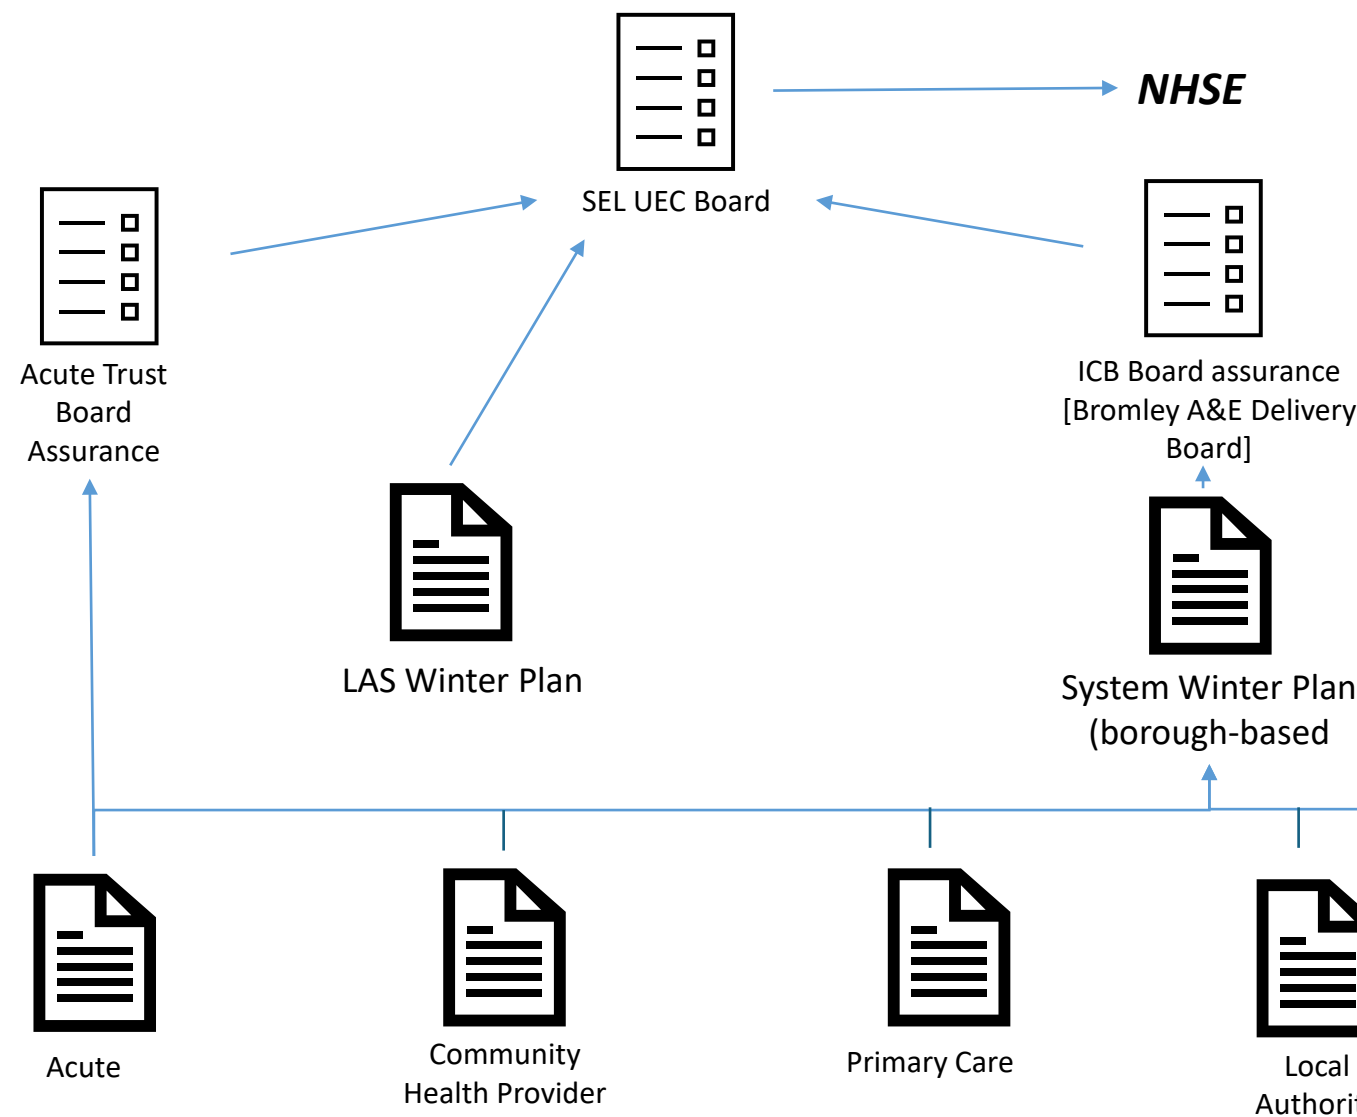 NHSE
SEL UEC Board
Acute Trust
Board
Assurance
ICB Board assurance
[Bromley A&E Delivery
Board]
LAS Winter Plan
System Winter Plan
(borough-based
Acute
Community
Health Provider
Primary Care
Local